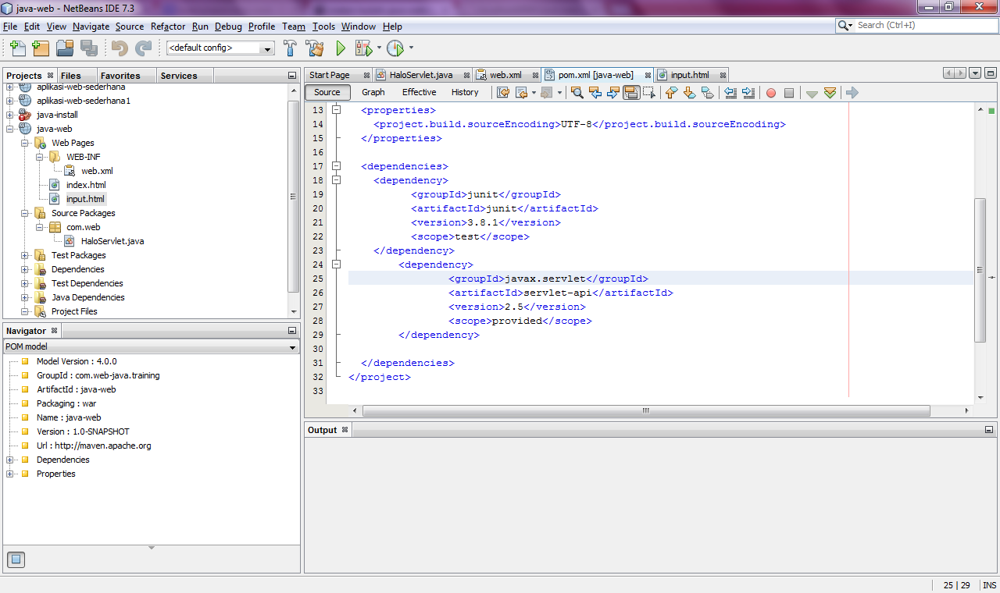 java-web - NetBeans IDE 7.3
File Edit View Navigate Source Refactor Run Debug Profile Team Tools Window Help
Search (Ctrl+I)
<default config>
Projects Files Favorites Services
aplikasi-web-sederhana
aplikasi-web-sederhana1
java-install
java-web
Web Pages
WEB-INF
web.xml
index.html
input.html
Source Packages
com.web
HaloServlet.java
Test Packages
Dependencies
Test Dependencies
Java Dependencies
Project Files
Navigator
POM model
Model Version : 4.0.0
GroupId : com.web-java.training
ArtifactId : java-web
Packaging : war
Name : java-web
Version : 1.0-SNAPSHOT
Url : http://maven.apache.org
Dependencies
Properties
Start Page HaloServlet.java web.xml pom.xml [java-web] input.html
Source Graph Effective History
13 <properties>
14 <project.build.sourceEncoding>UTF-8</project.build.sourceEncoding>
15 </properties>
16
17 <dependencies>
18 <dependency>
19 <groupId>junit</groupId>
20 <artifactId>junit</artifactId>
21 <version>3.8.1</version>
22 <scope>test</scope>
23 </dependency>
24 <dependency>
25 <groupId>javax.servlet</groupId>
26 <artifactId>servlet-api</artifactId>
27 <version>2.5</version>
28 <scope>provided</scope>
29 </dependency>
30
31 </dependencies>
32 </project>
33
Output
25 | 29 INS